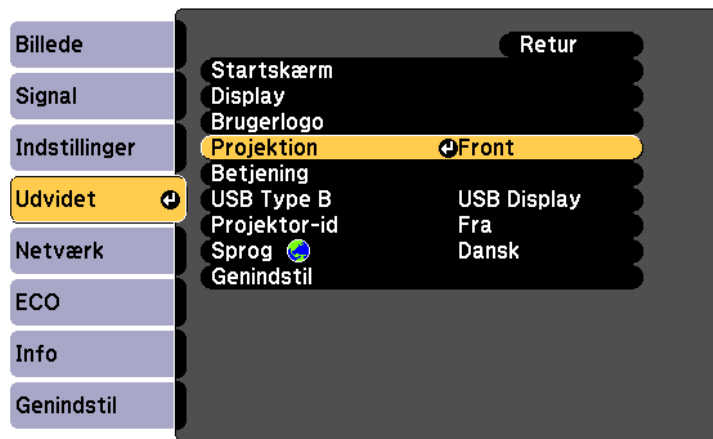 Billede
Signal
Indstillinger
Udvidet
Netværk
ECO
Info
Genindstil
Retur
Startskærm
Display
Brugerlogo
Projektion Front
Betjening
USB Type B USB Display
Projektor-id Fra
Sprog Dansk
Genindstil